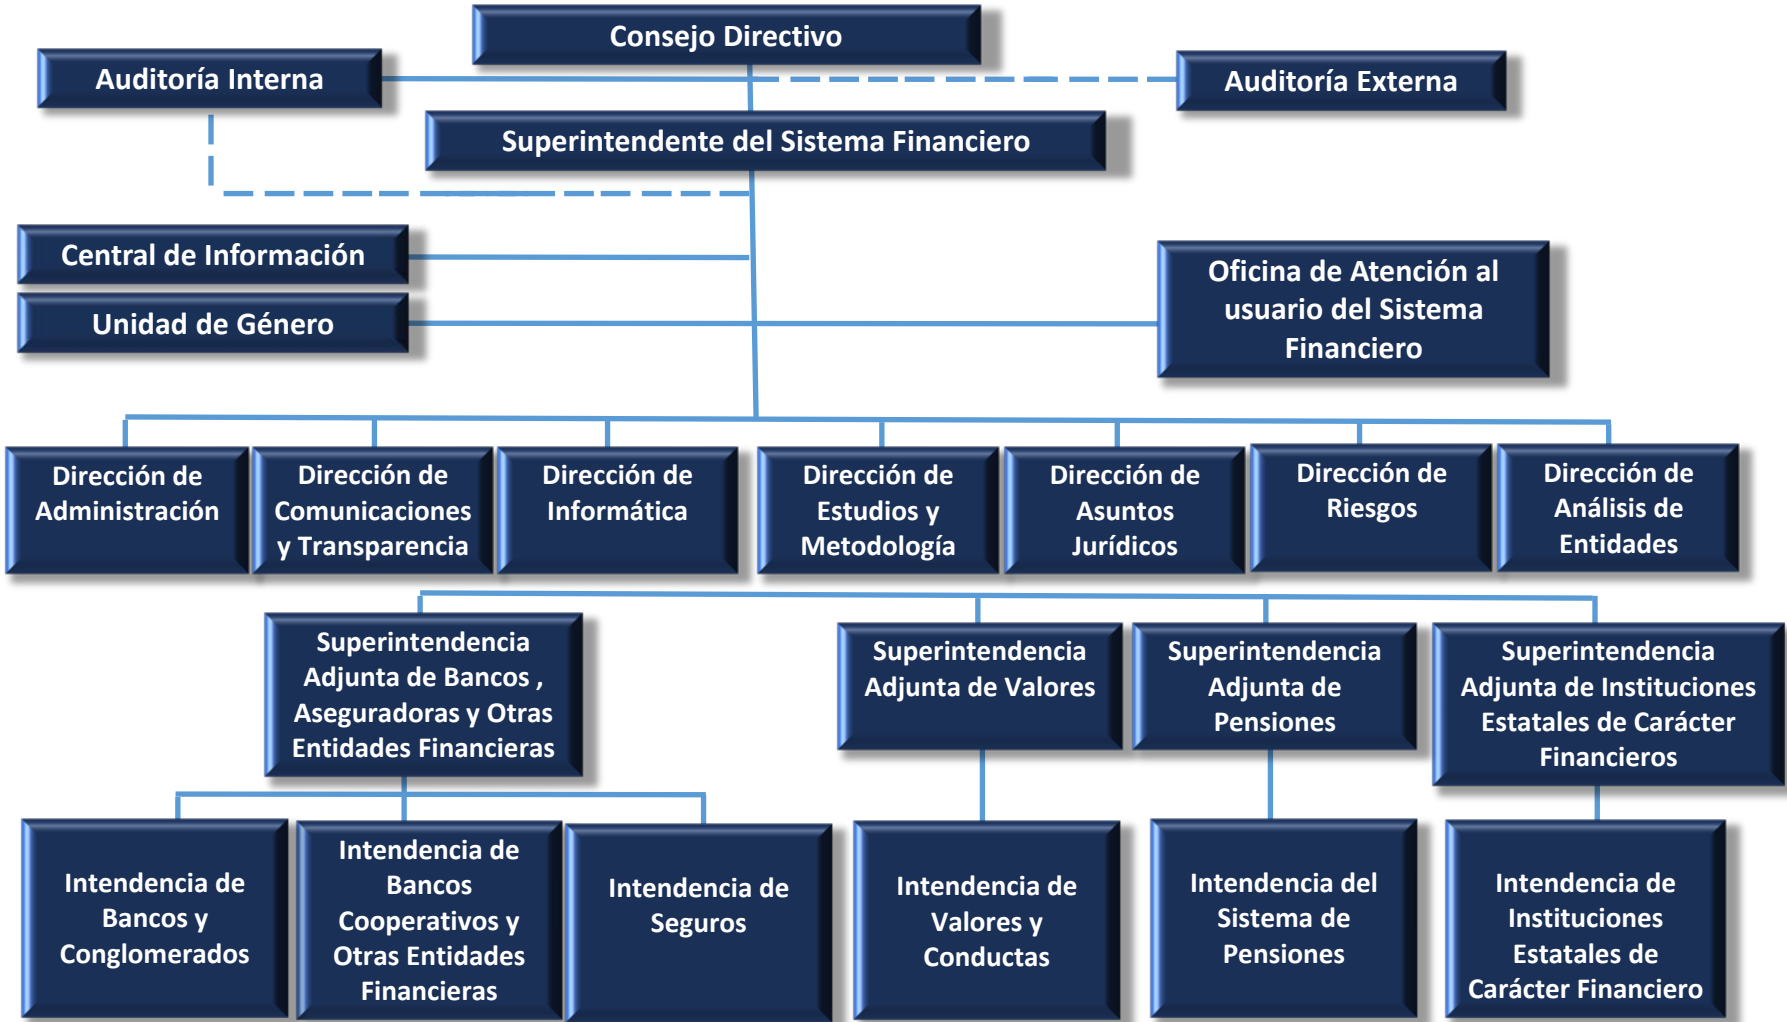 Consejo Directivo
Auditoría Interna
Auditoría Externa
Superintendente del Sistema Financiero
Central de Información
Unidad de Género
Oficina de Atención al
usuario del Sistema
Financiero
Dirección de
Administración
Dirección de
Comunicaciones
y Transparencia
Dirección de
Informática
Dirección de
Estudios y
Metodología
Dirección de
Asuntos
Jurídicos
Dirección de
Riesgos
Dirección de
Análisis de
Entidades
Superintendencia
Adjunta de Bancos ,
Aseguradoras y Otras
Entidades Financieras
Superintendencia
Adjunta de Valores
Superintendencia
Adjunta de
Pensiones
Superintendencia
Adjunta de Instituciones
Estatales de Carácter
Financieros
Intendencia de
Bancos y
Conglomerados
Intendencia de
Bancos
Cooperativos y
Otras Entidades
Financieras
Intendencia de
Seguros
Intendencia de
Valores y
Conductas
Intendencia del
Sistema de
Pensiones
Intendencia de
Instituciones
Estatales de
Carácter Financiero